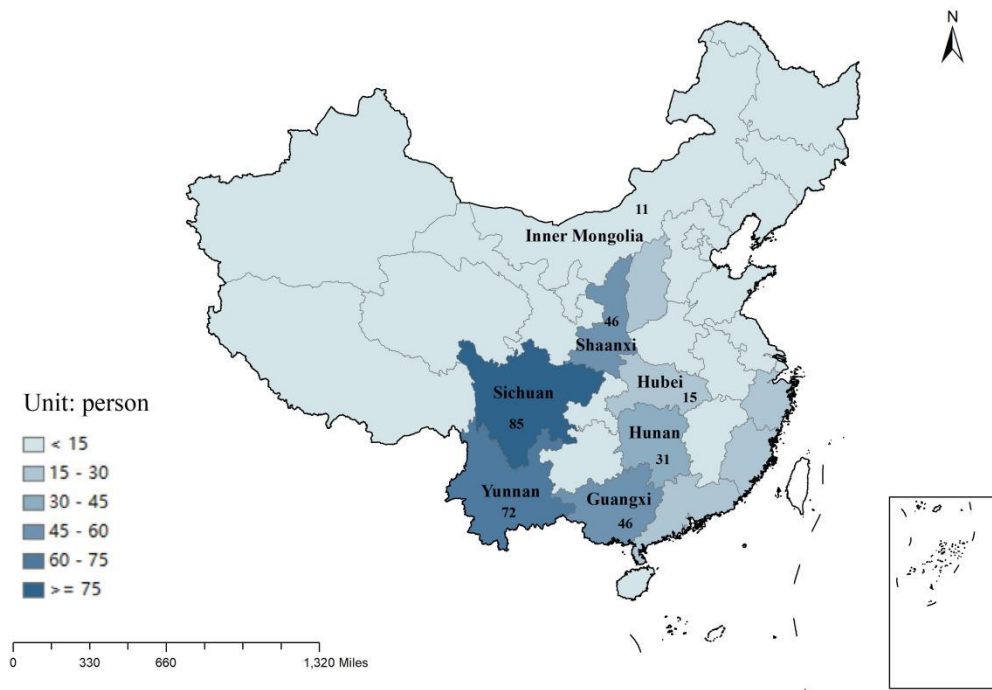 N
11
Inner Mongolia
46
Shaanxi
Hubei
15
Sichuan
85
Hunan
31
Yunnan
72
Guangxi
46
Unit: person
< 15
15 - 30
30 - 45
45 - 60
60 - 75
>= 75
0 330 660 1,320 Miles